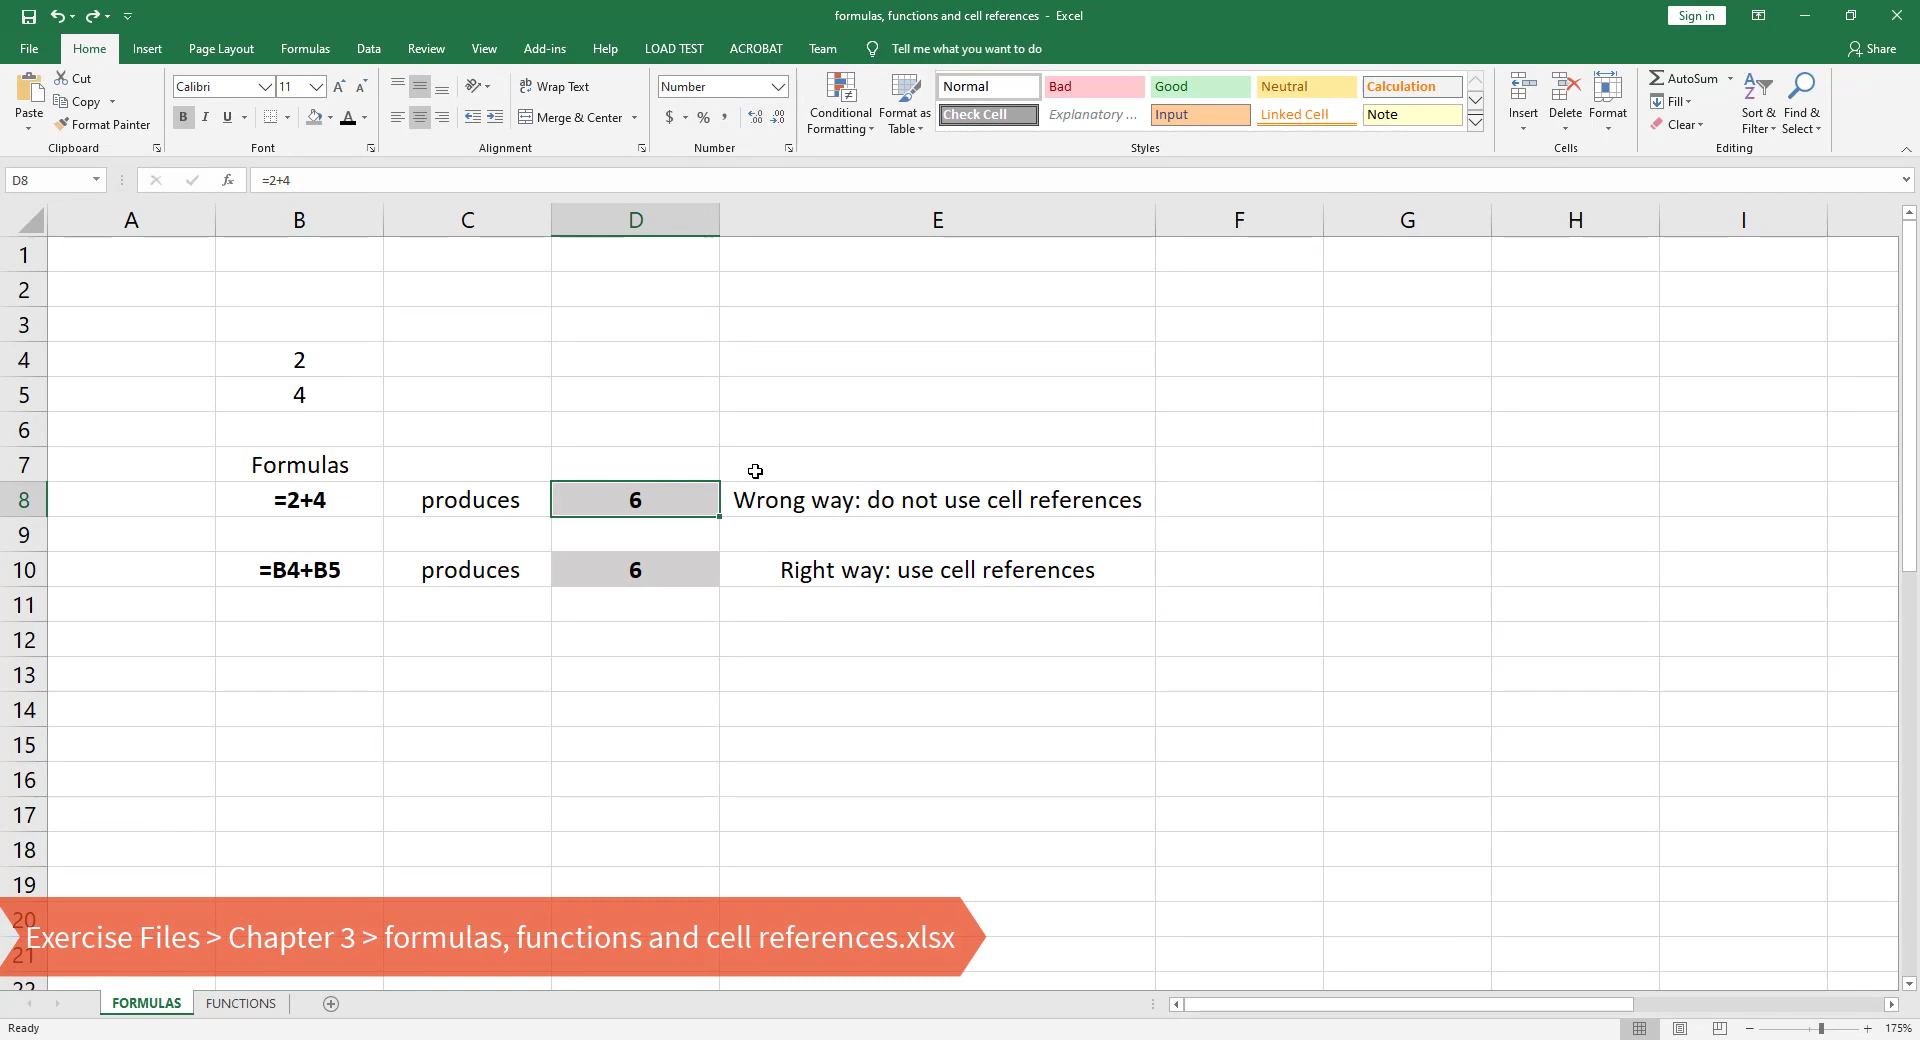 formulas, functions and cell references - Excel
Sign in
File Home Insert Page Layout Formulas Data Review View Add-ins Help LOAD TEST ACROBAT Team Tell me what you want to do Share
Paste
Cut
Copy
Format Painter
Clipboard
Calibri 11
B I U
Font
Wrap Text
Merge & Center
Alignment
Number
$ % ,
Number
Conditional Formatting
Format as Table
Normal Bad Good Neutral Calculation
Check Cell Explanatory ... Input Linked Cell Note
Styles
Insert Delete Format
Cells
AutoSum
Fill
Clear
Sort & Filter
Find & Select
Editing
D8 fx =2+4
A B C D E F G H I
1
2
3
4 2
5 4
6
7 Formulas
8 =2+4 produces 6 Wrong way: do not use cell references
9
10 =B4+B5 produces 6 Right way: use cell references
11
12
13
14
15
16
17
18
19
20
Exercise Files > Chapter 3 > formulas, functions and cell references.xlsx
21
22
FORMULAS FUNCTIONS
Ready
175%